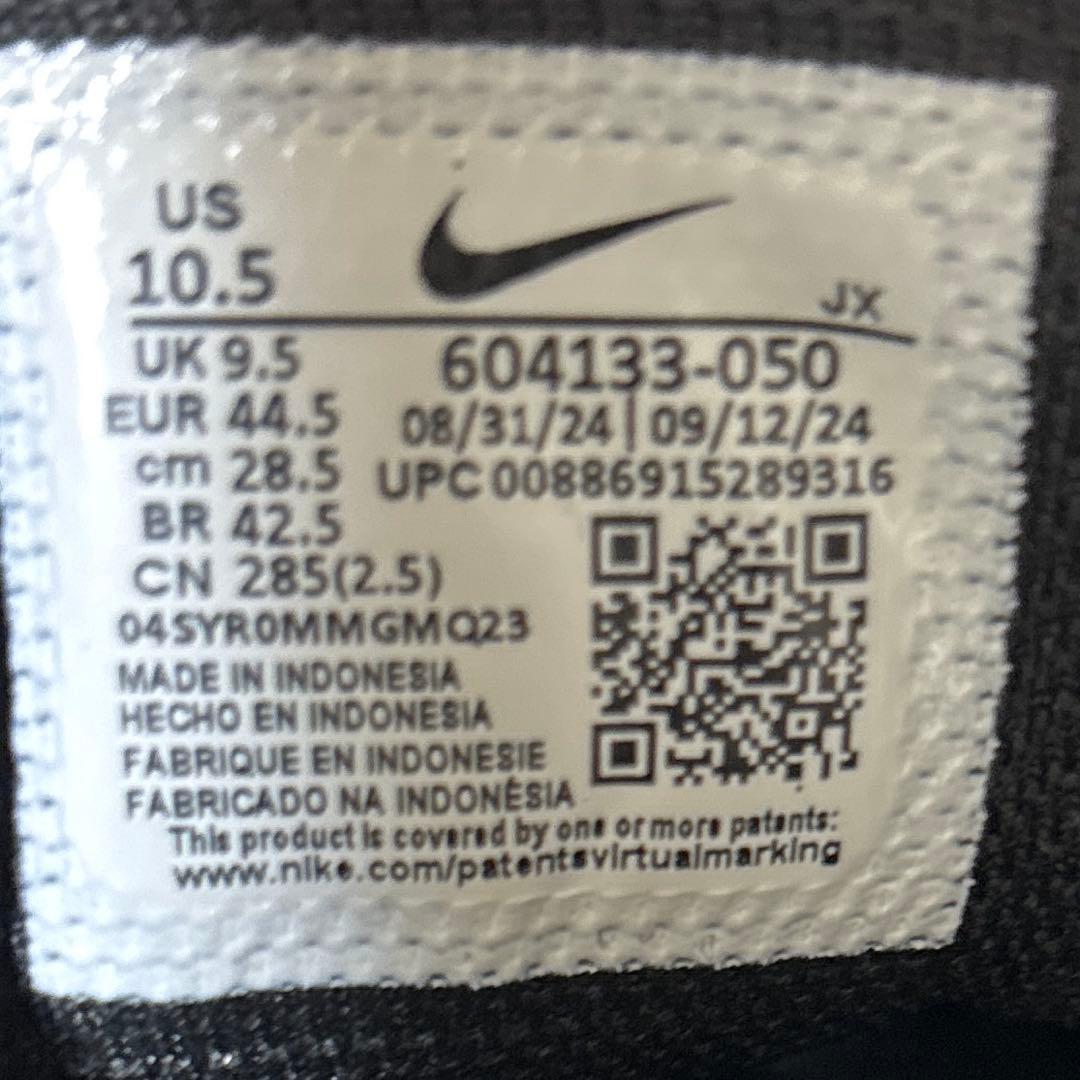 US
10.5
JX
UK 9.5
604133-050
EUR 44.5
08/31/24 | 09/12/24
cm 28.5
UPC 00886915289316
BR 42.5
CN 285(2.5)
04SYR0MMGMQ23
MADE IN INDONESIA
HECHO EN INDONESIA
FABRIQUE EN INDONESIE
FABRICADO NA INDONÉSIA
This product is covered by one or more patents:
www.nike.com/patentsvirtualmarking